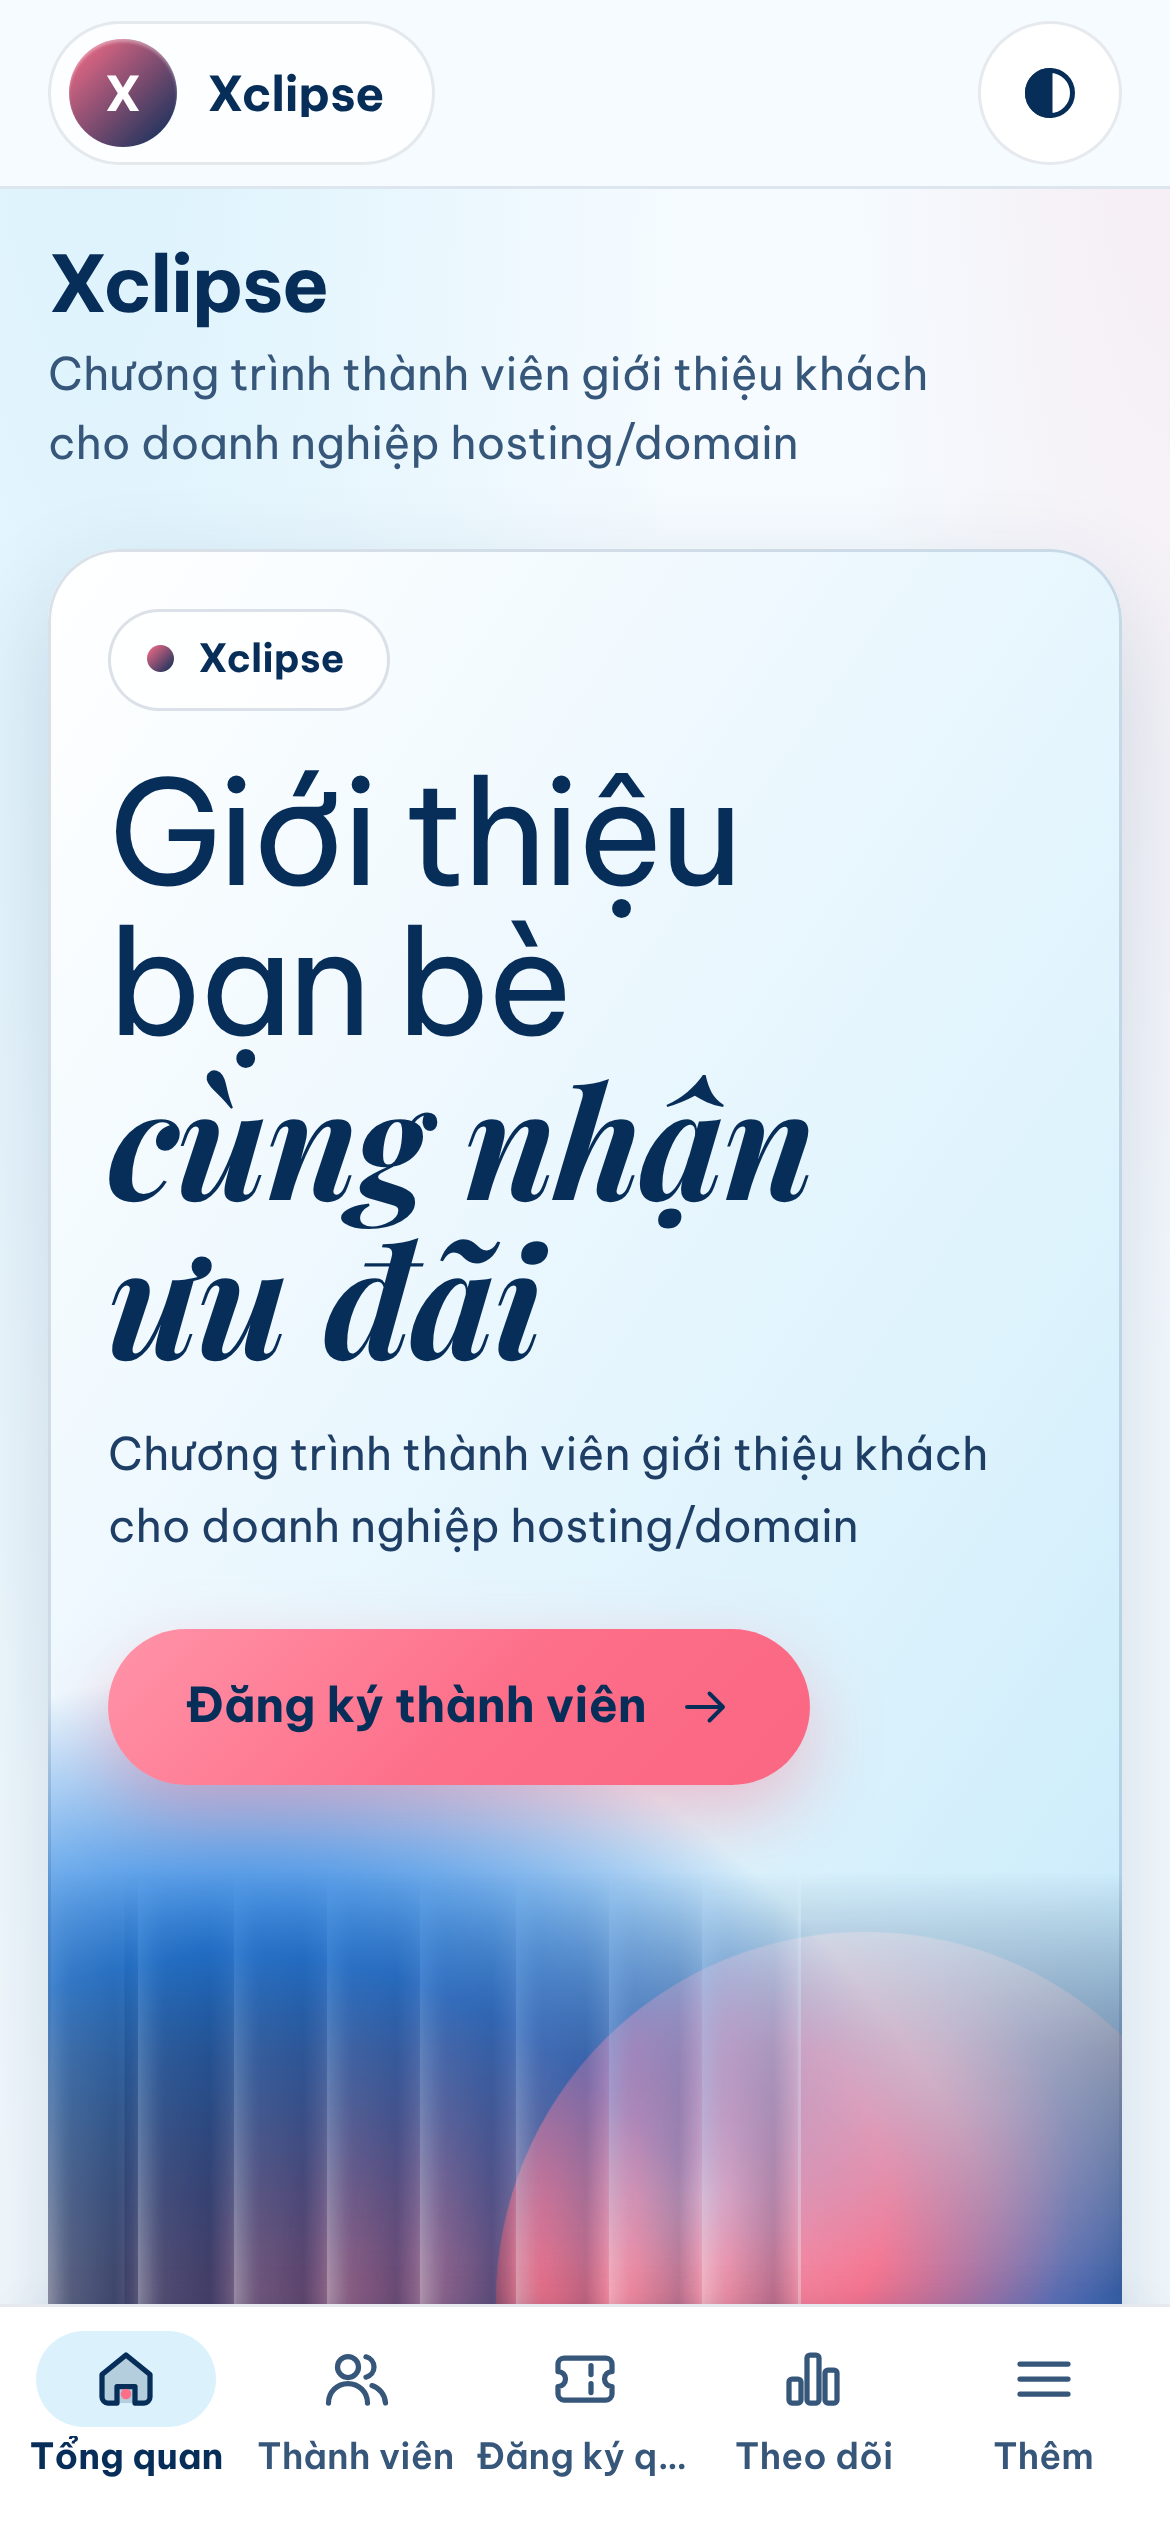 X Xclipse
Xclipse
Chương trình thành viên giới thiệu khách
cho doanh nghiệp hosting/domain
Xclipse
Giới thiệu
bạn bè
cùng nhận
ưu đãi
Chương trình thành viên giới thiệu khách
cho doanh nghiệp hosting/domain
Đăng ký thành viên →
Tổng quan Thành viên Đăng ký q... Theo dõi Thêm